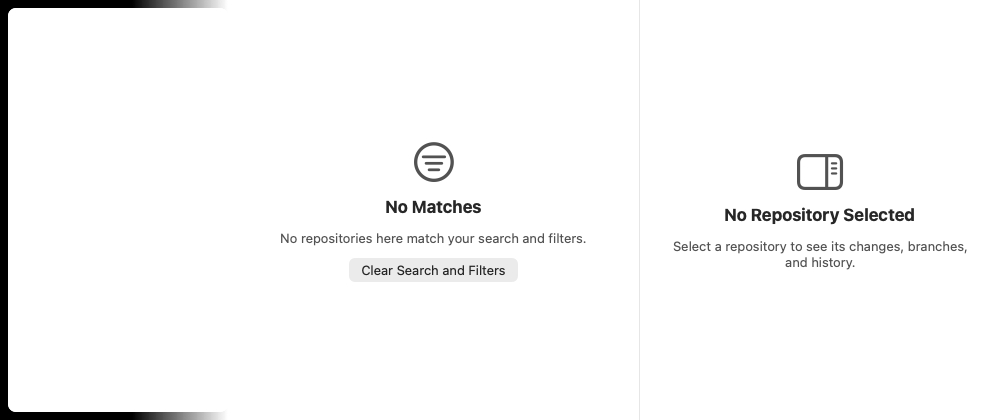 No Matches
No repositories here match your search and filters.
Clear Search and Filters
No Repository Selected
Select a repository to see its changes, branches,
and history.